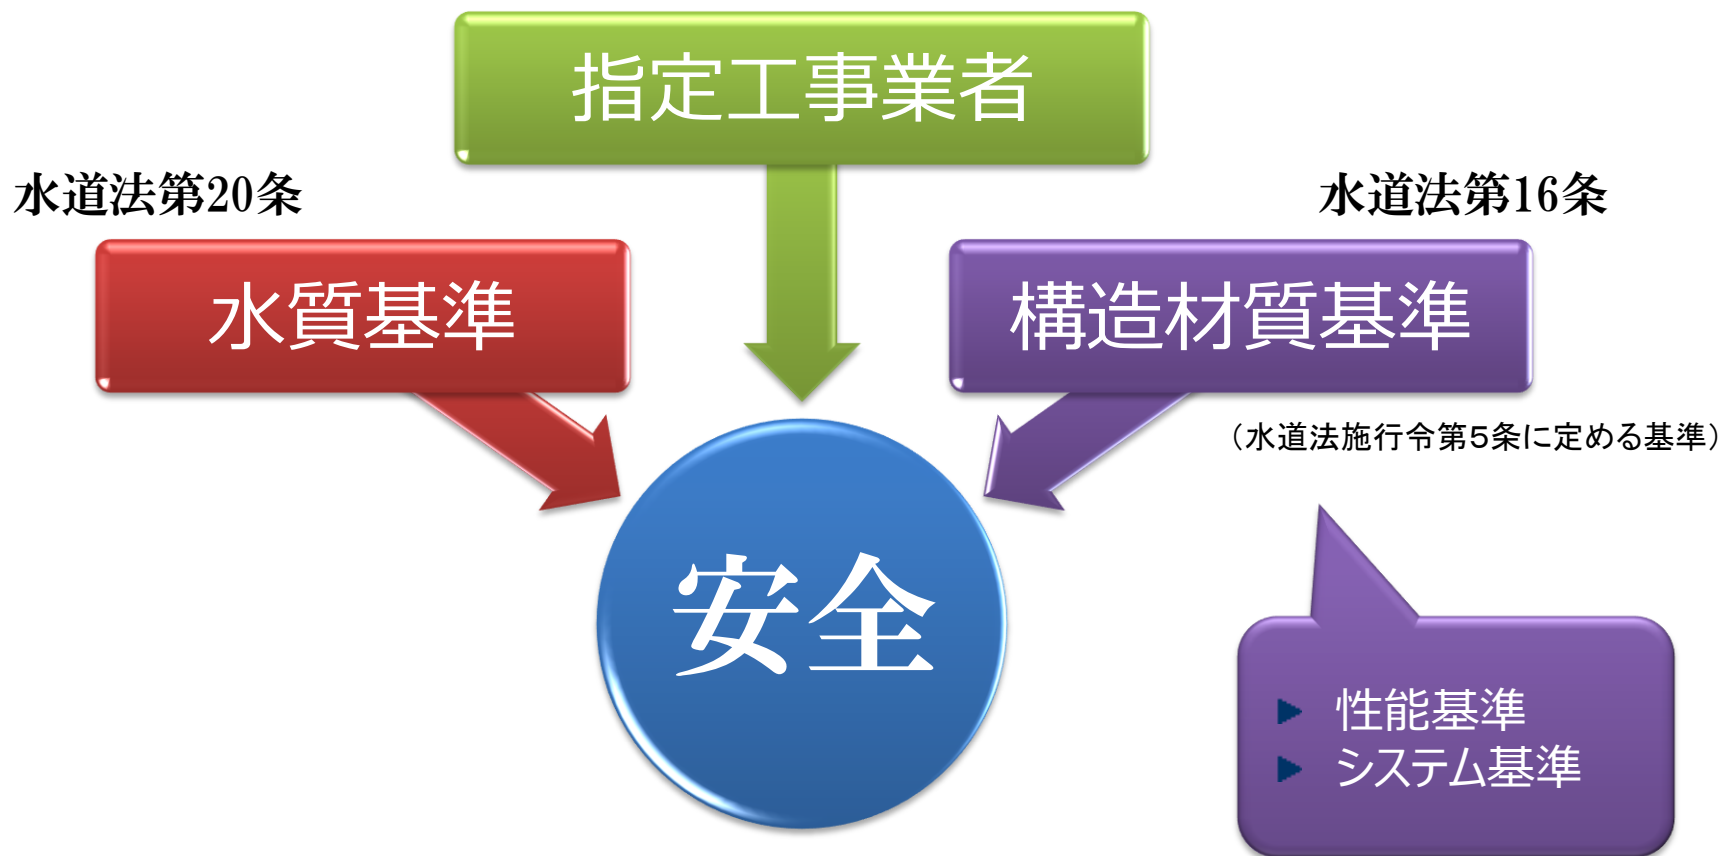 指定工事業者
水道法第20条
水道法第16条
水質基準
構造材質基準
（水道法施行令第５条に定める基準）
安全
性能基準
システム基準